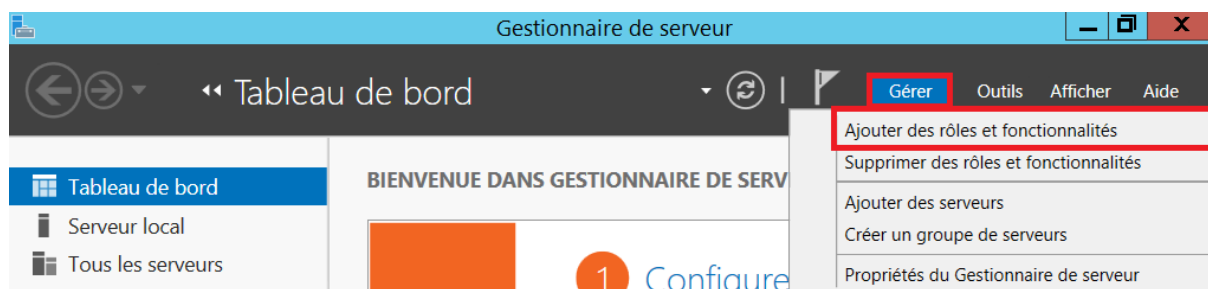 Gestionnaire de serveur
Tableau de bord
Gérer Outils Afficher Aide
Ajouter des rôles et fonctionnalités
Supprimer des rôles et fonctionnalités
Ajouter des serveurs
Créer un groupe de serveurs
Propriétés du Gestionnaire de serveur
Tableau de bord
Serveur local
Tous les serveurs
BIENVENUE DANS GESTIONNAIRE DE SERV
1 Configure